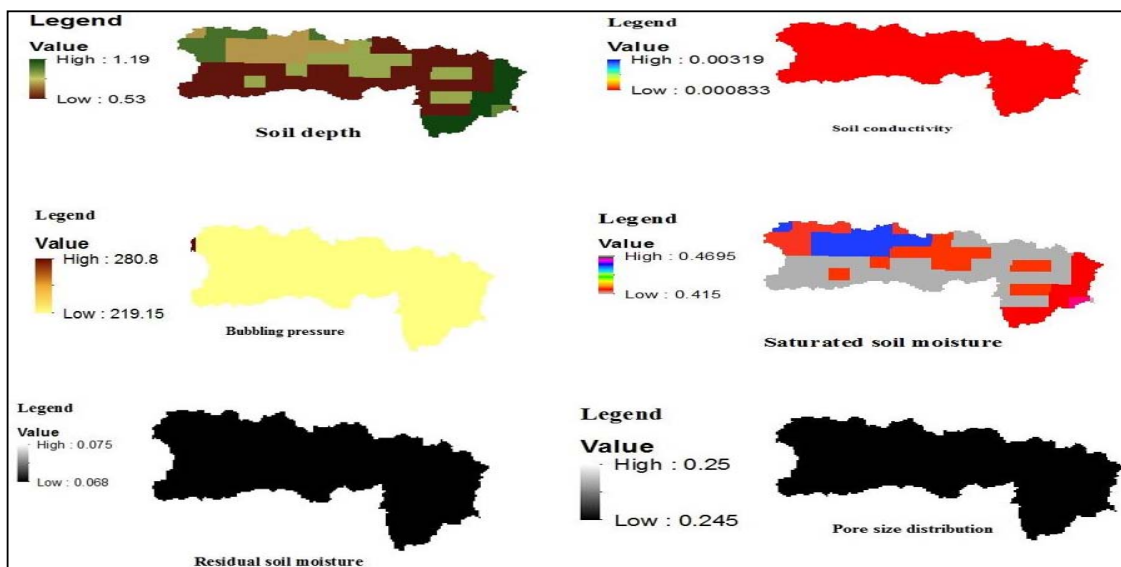 Legend
Value
High : 1.19
Low : 0.53
Soil depth
Legend
Value
High : 0.00319
Low : 0.000833
Soil conductivity
Legend
Value
High : 280.8
Low : 219.15
Bubbling pressure
Legend
Value
High : 0.4695
Low : 0.415
Saturated soil moisture
Legend
Value
High : 0.075
Low : 0.068
Residual soil moisture
Legend
Value
High : 0.25
Low : 0.245
Pore size distribution